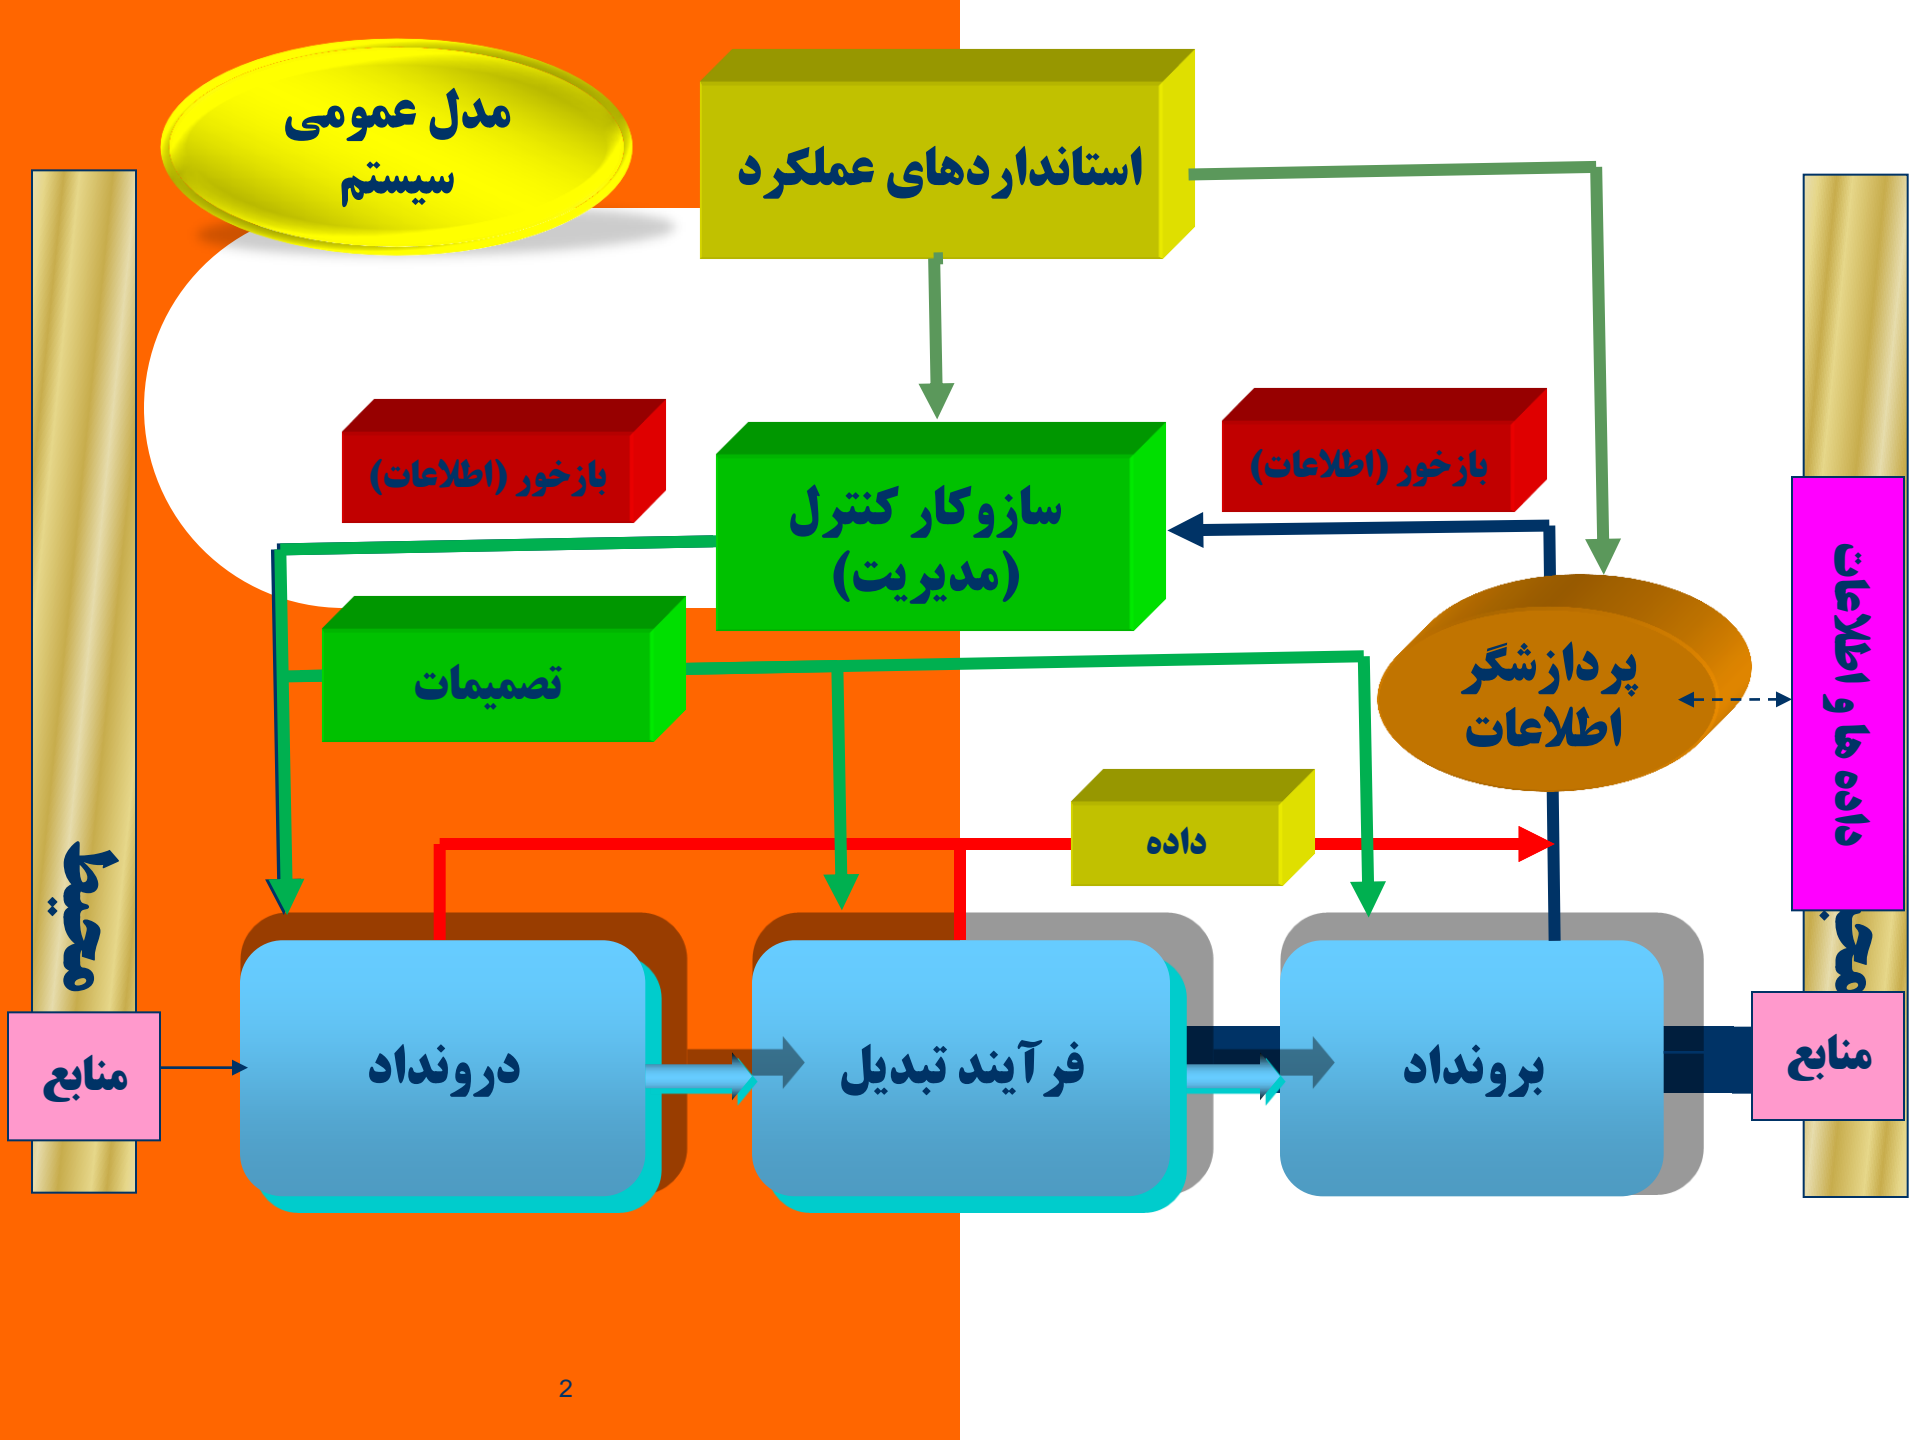 مدل عمومی
سیستم
استانداردهای عملکرد
بازخور (اطلاعات)
بازخور (اطلاعات)
سازوکار کنترل
(مدیریت)
تصمیمات
پردازشگر
اطلاعات
داده ها و اطلاعات
داده
محیط
منابع
درونداد
فرآیند تبدیل
برونداد
منابع
2